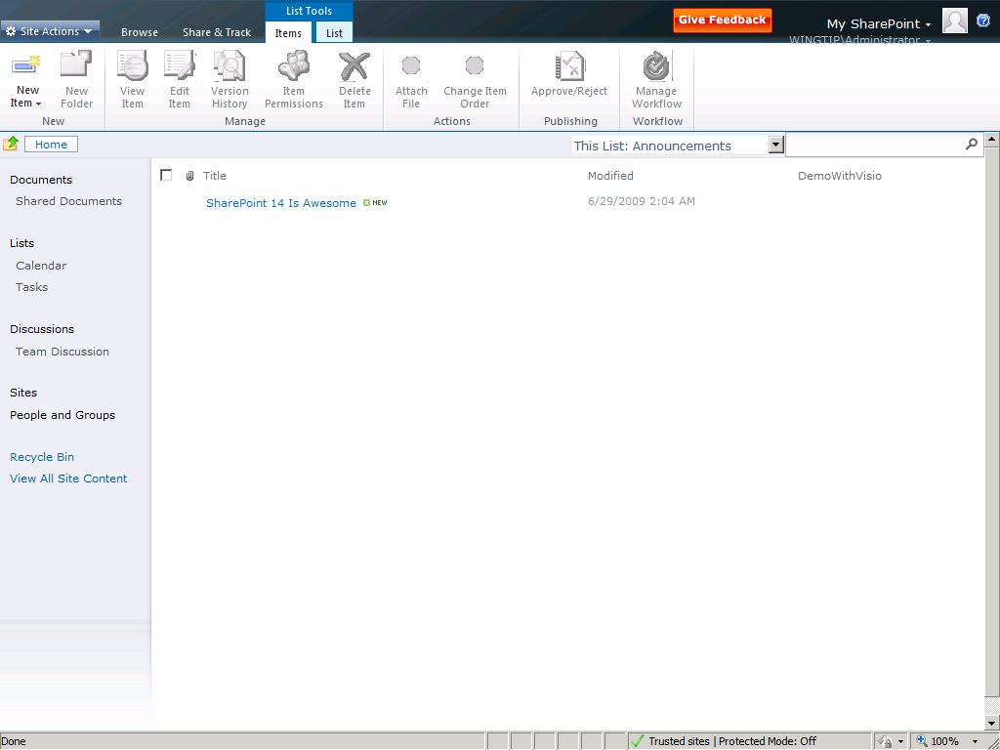 List Tools
Site Actions
Browse
Share & Track
Items
List
Give Feedback
My SharePoint
WINGTIP\Administrator
New Item
New Folder
New
View Item
Edit Item
Version History
Item Permissions
Delete Item
Manage
Attach File
Change Item Order
Actions
Approve/Reject
Publishing
Manage Workflow
Workflow
Home
This List: Announcements
Documents
Shared Documents
Lists
Calendar
Tasks
Discussions
Team Discussion
Sites
People and Groups
Recycle Bin
View All Site Content
Title Modified DemoWithVisio
SharePoint 14 Is Awesome NEW 6/29/2009 2:04 AM
Done
Trusted sites | Protected Mode: Off
100%